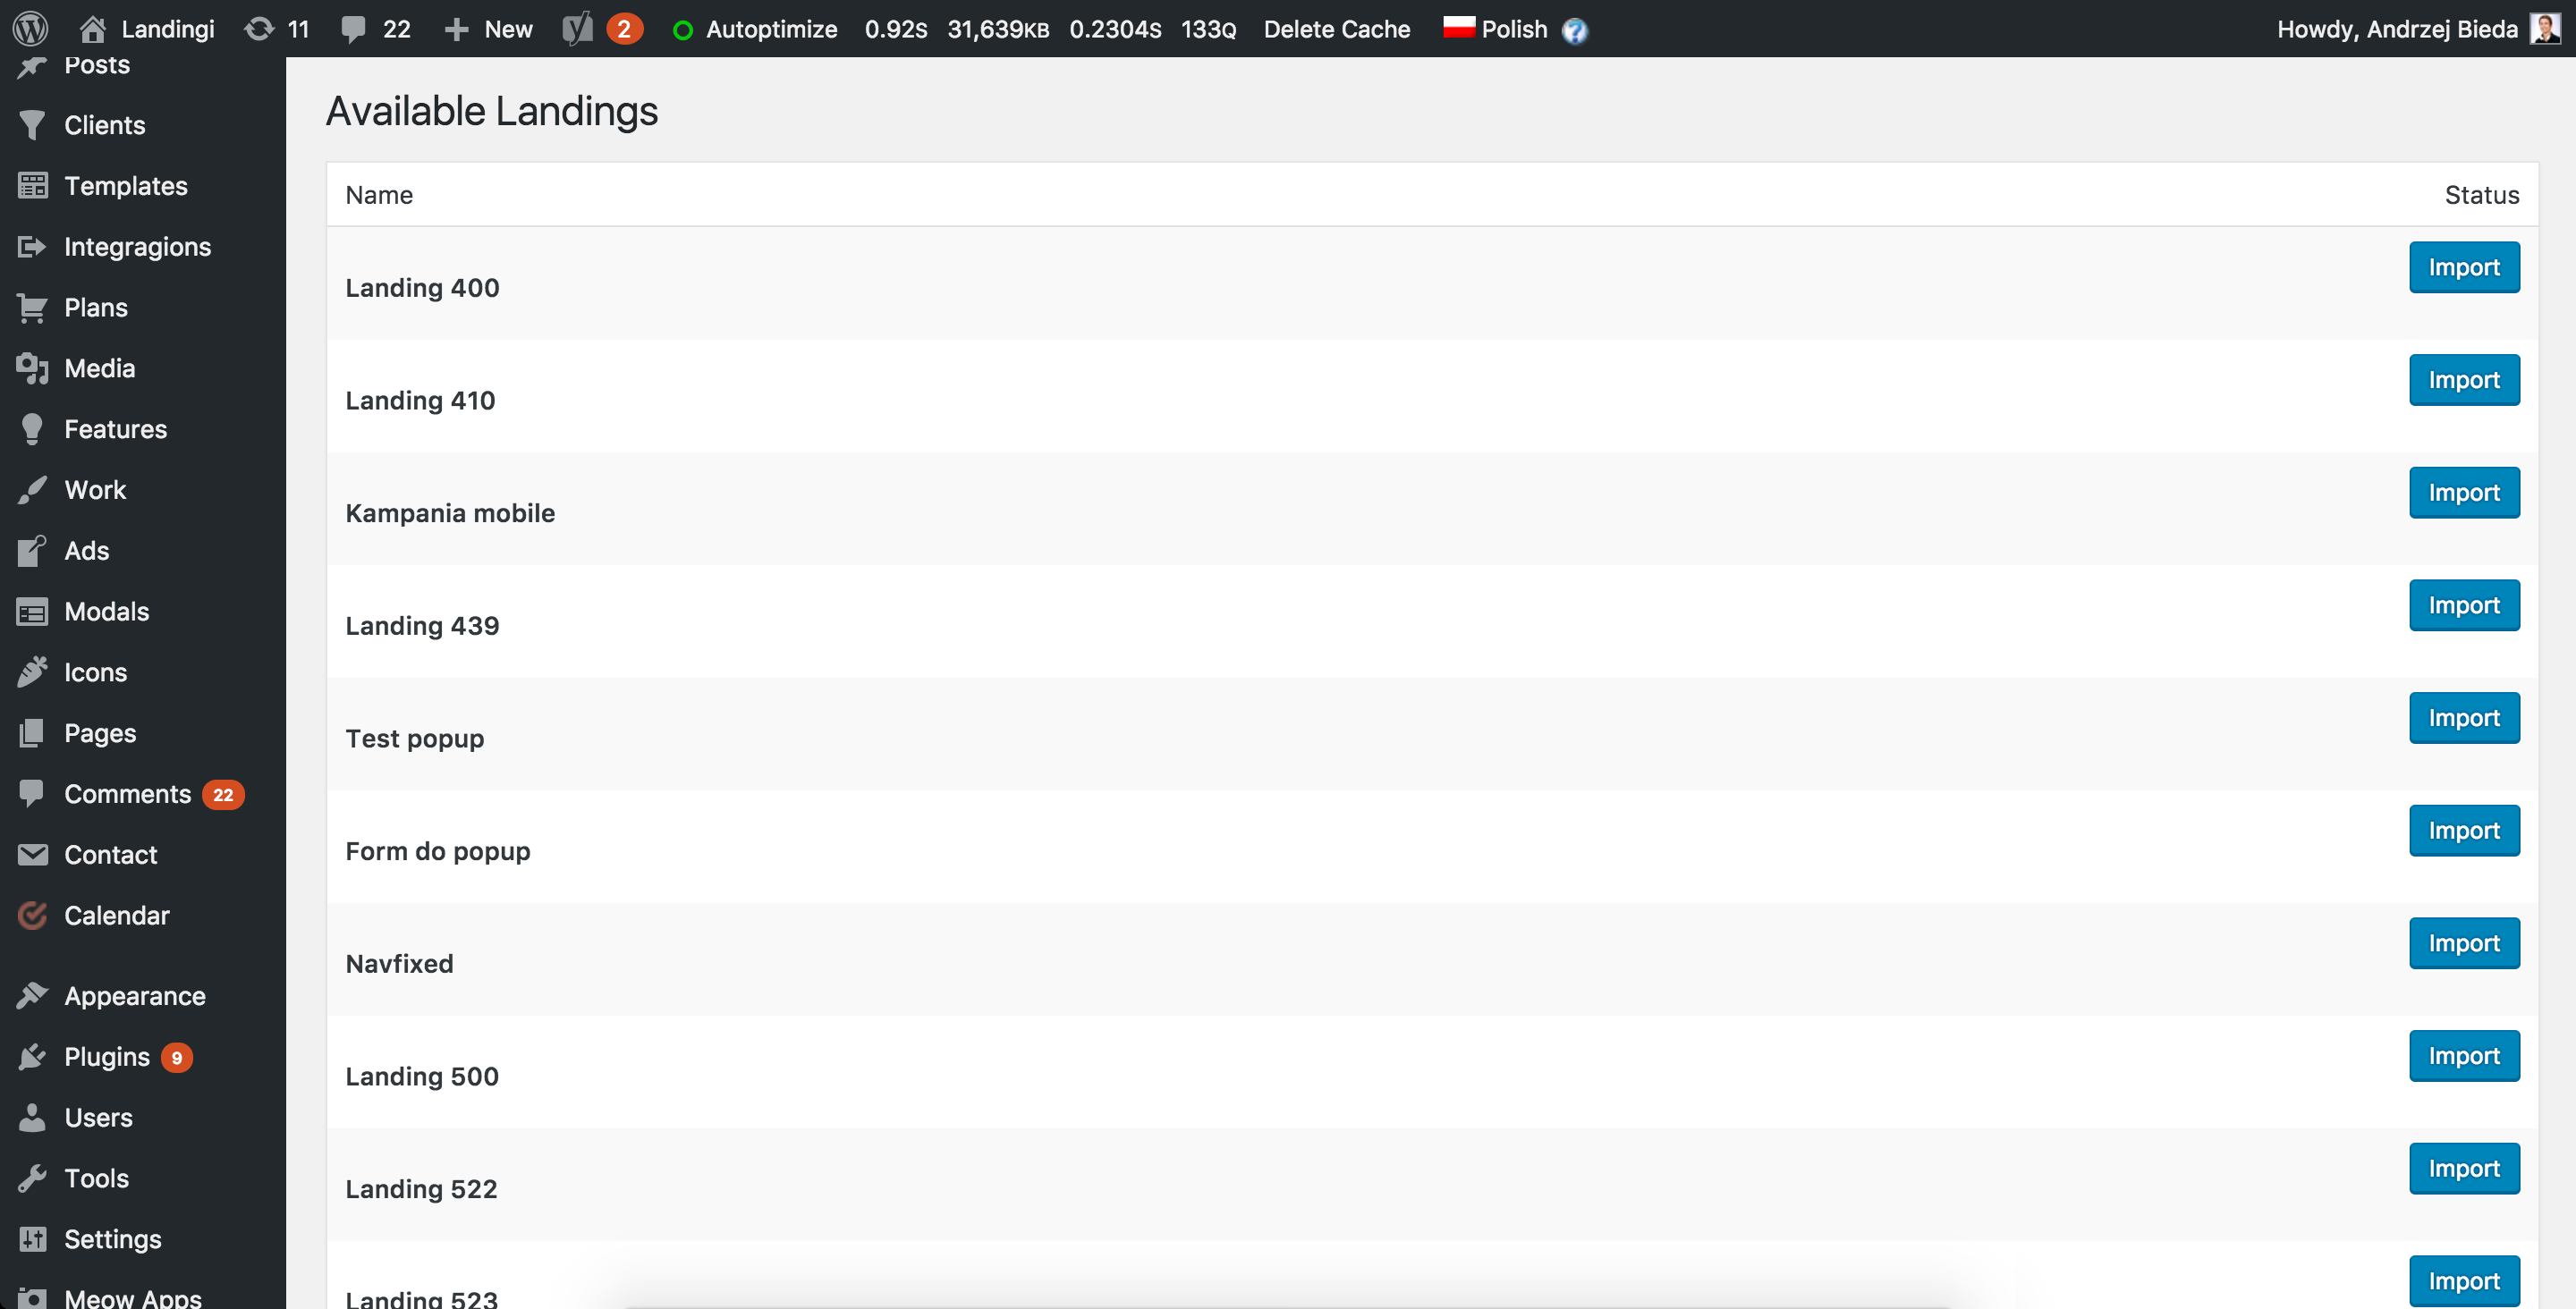 Landingi 11 22 New 2 Autoptimize 0.92S 31,639KB 0.2304S 133Q Delete Cache Polish ? Howdy, Andrzej Bieda
Posts
Clients
Templates
Integragions
Plans
Media
Features
Work
Ads
Modals
Icons
Pages
Comments 22
Contact
Calendar
Appearance
Plugins 9
Users
Tools
Settings
Meow Apps
Available Landings
Name Status
Landing 400 Import
Landing 410 Import
Kampania mobile Import
Landing 439 Import
Test popup Import
Form do popup Import
Navfixed Import
Landing 500 Import
Landing 522 Import
Landing 523 Import